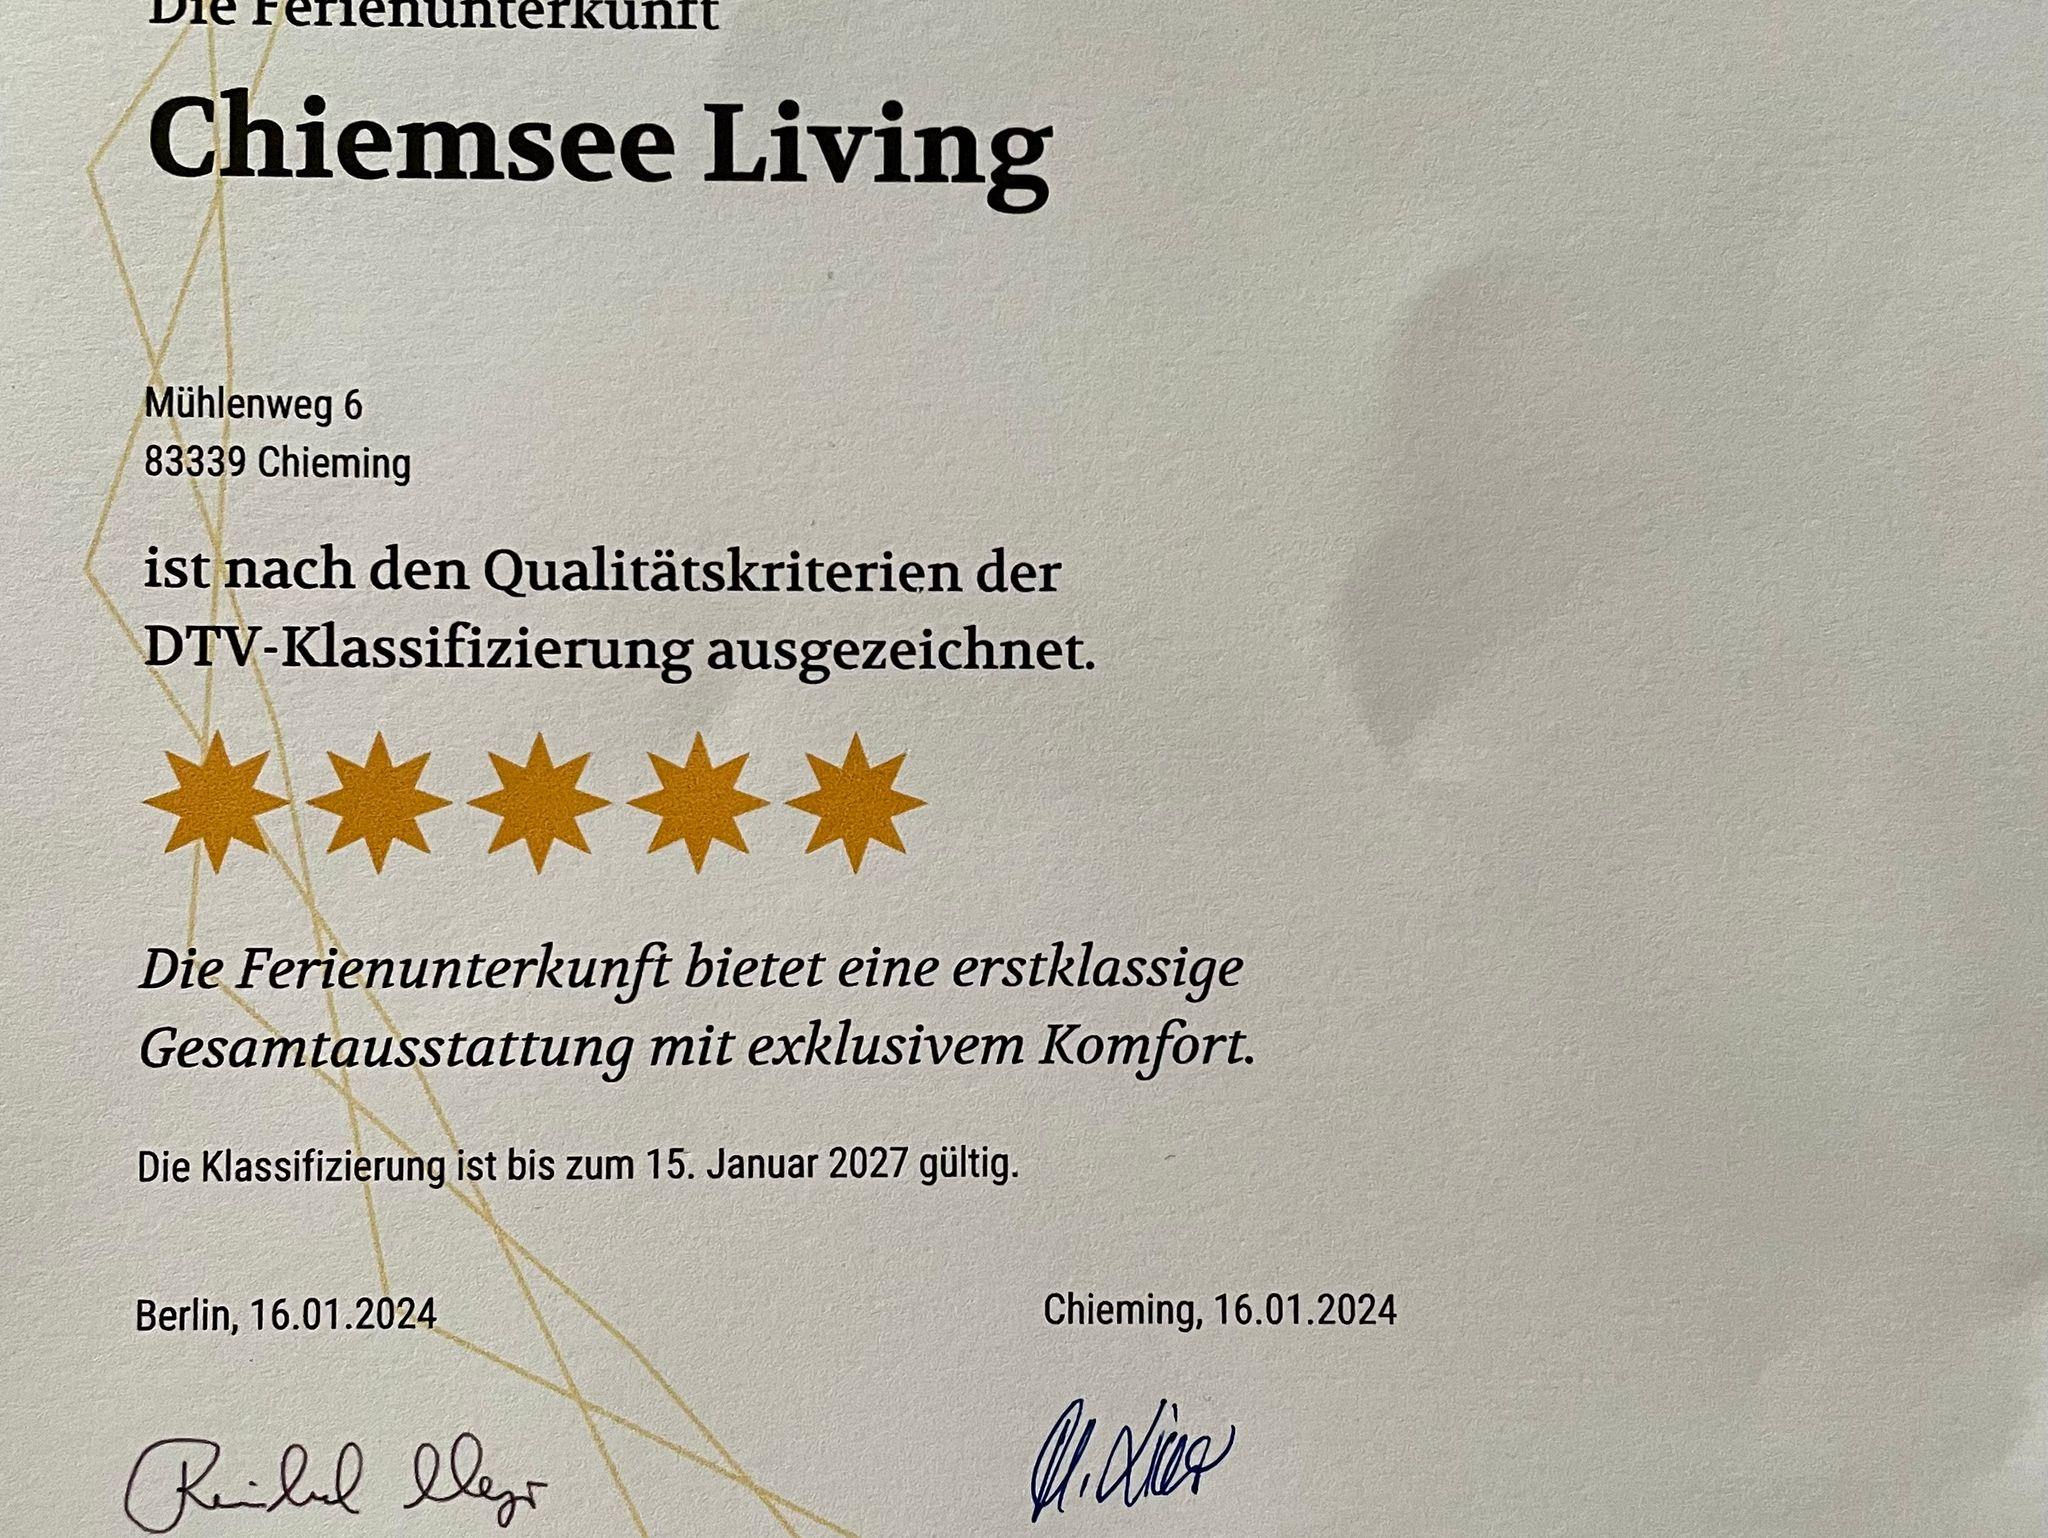 Die Ferienunterkunft
Chiemsee Living
Mühlenweg 6
83339 Chieming
ist nach den Qualitätskriterien der
DTV-Klassifizierung ausgezeichnet.
Die Ferienunterkunft bietet eine erstklassige
Gesamtausstattung mit exklusivem Komfort.
Die Klassifizierung ist bis zum 15. Januar 2027 gültig.
Berlin, 16.01.2024
Chieming, 16.01.2024